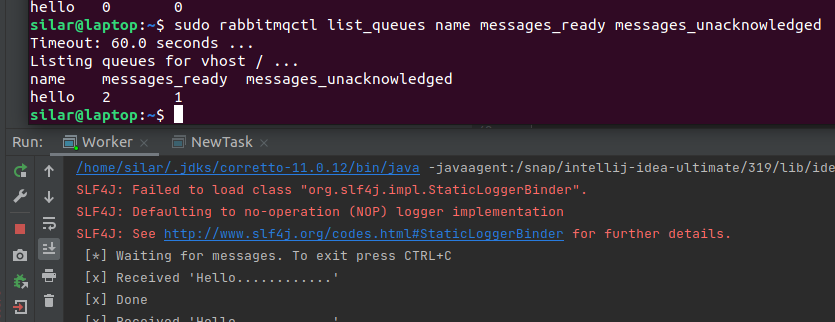 hello 0 0
silar@laptop:~$ sudo rabbitmqctl list_queues name messages_ready messages_unacknowledged
Timeout: 60.0 seconds ...
Listing queues for vhost / ...
name messages_ready messages_unacknowledged
hello 2 1
silar@laptop:~$
Run: Worker × NewTask ×
/home/silar/.jdks/corretto-11.0.12/bin/java -javaagent:/snap/intellij-idea-ultimate/319/lib/ide
SLF4J: Failed to load class "org.slf4j.impl.StaticLoggerBinder".
SLF4J: Defaulting to no-operation (NOP) logger implementation
SLF4J: See http://www.slf4j.org/codes.html#StaticLoggerBinder for further details.
[*] Waiting for messages. To exit press CTRL+C
[x] Received 'Hello............'
[x] Done
[x] Received 'Hello............'